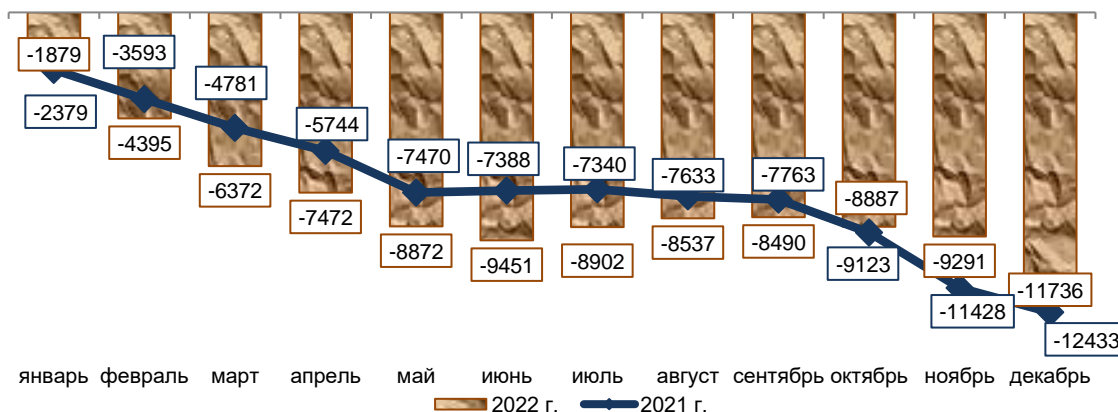 -1879 -3593 -4781 -5744 -7470 -7388 -7340 -7633 -7763 -8887 -9291 -11736
-2379 -4395 -6372 -7472 -8872 -9451 -8902 -8537 -8490 -9123 -11428 -12433
январь февраль март апрель май июнь июль август сентябрь октябрь ноябрь декабрь
2022 г. 2021 г.